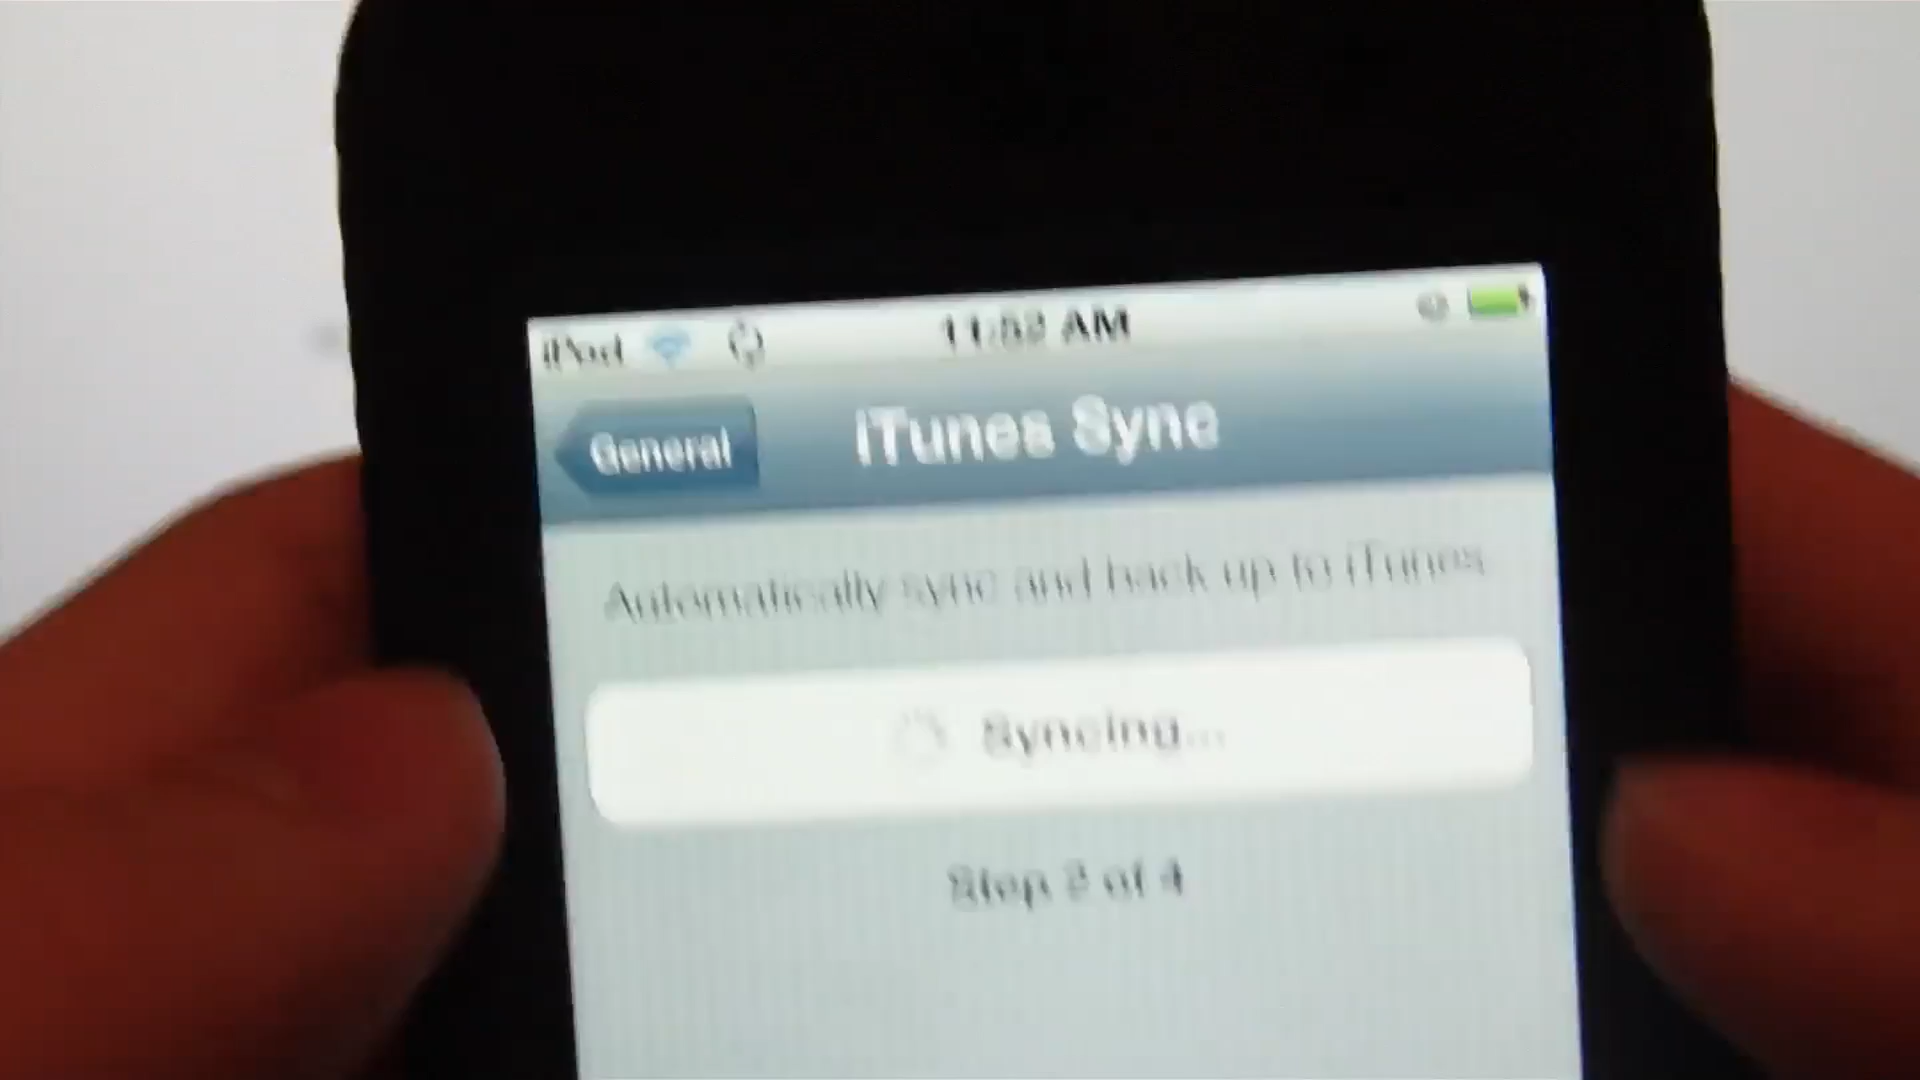 iPod 11:52 AM
General iTunes Sync
Automatically sync and back up to iTunes
Syncing...
Step 2 of 4